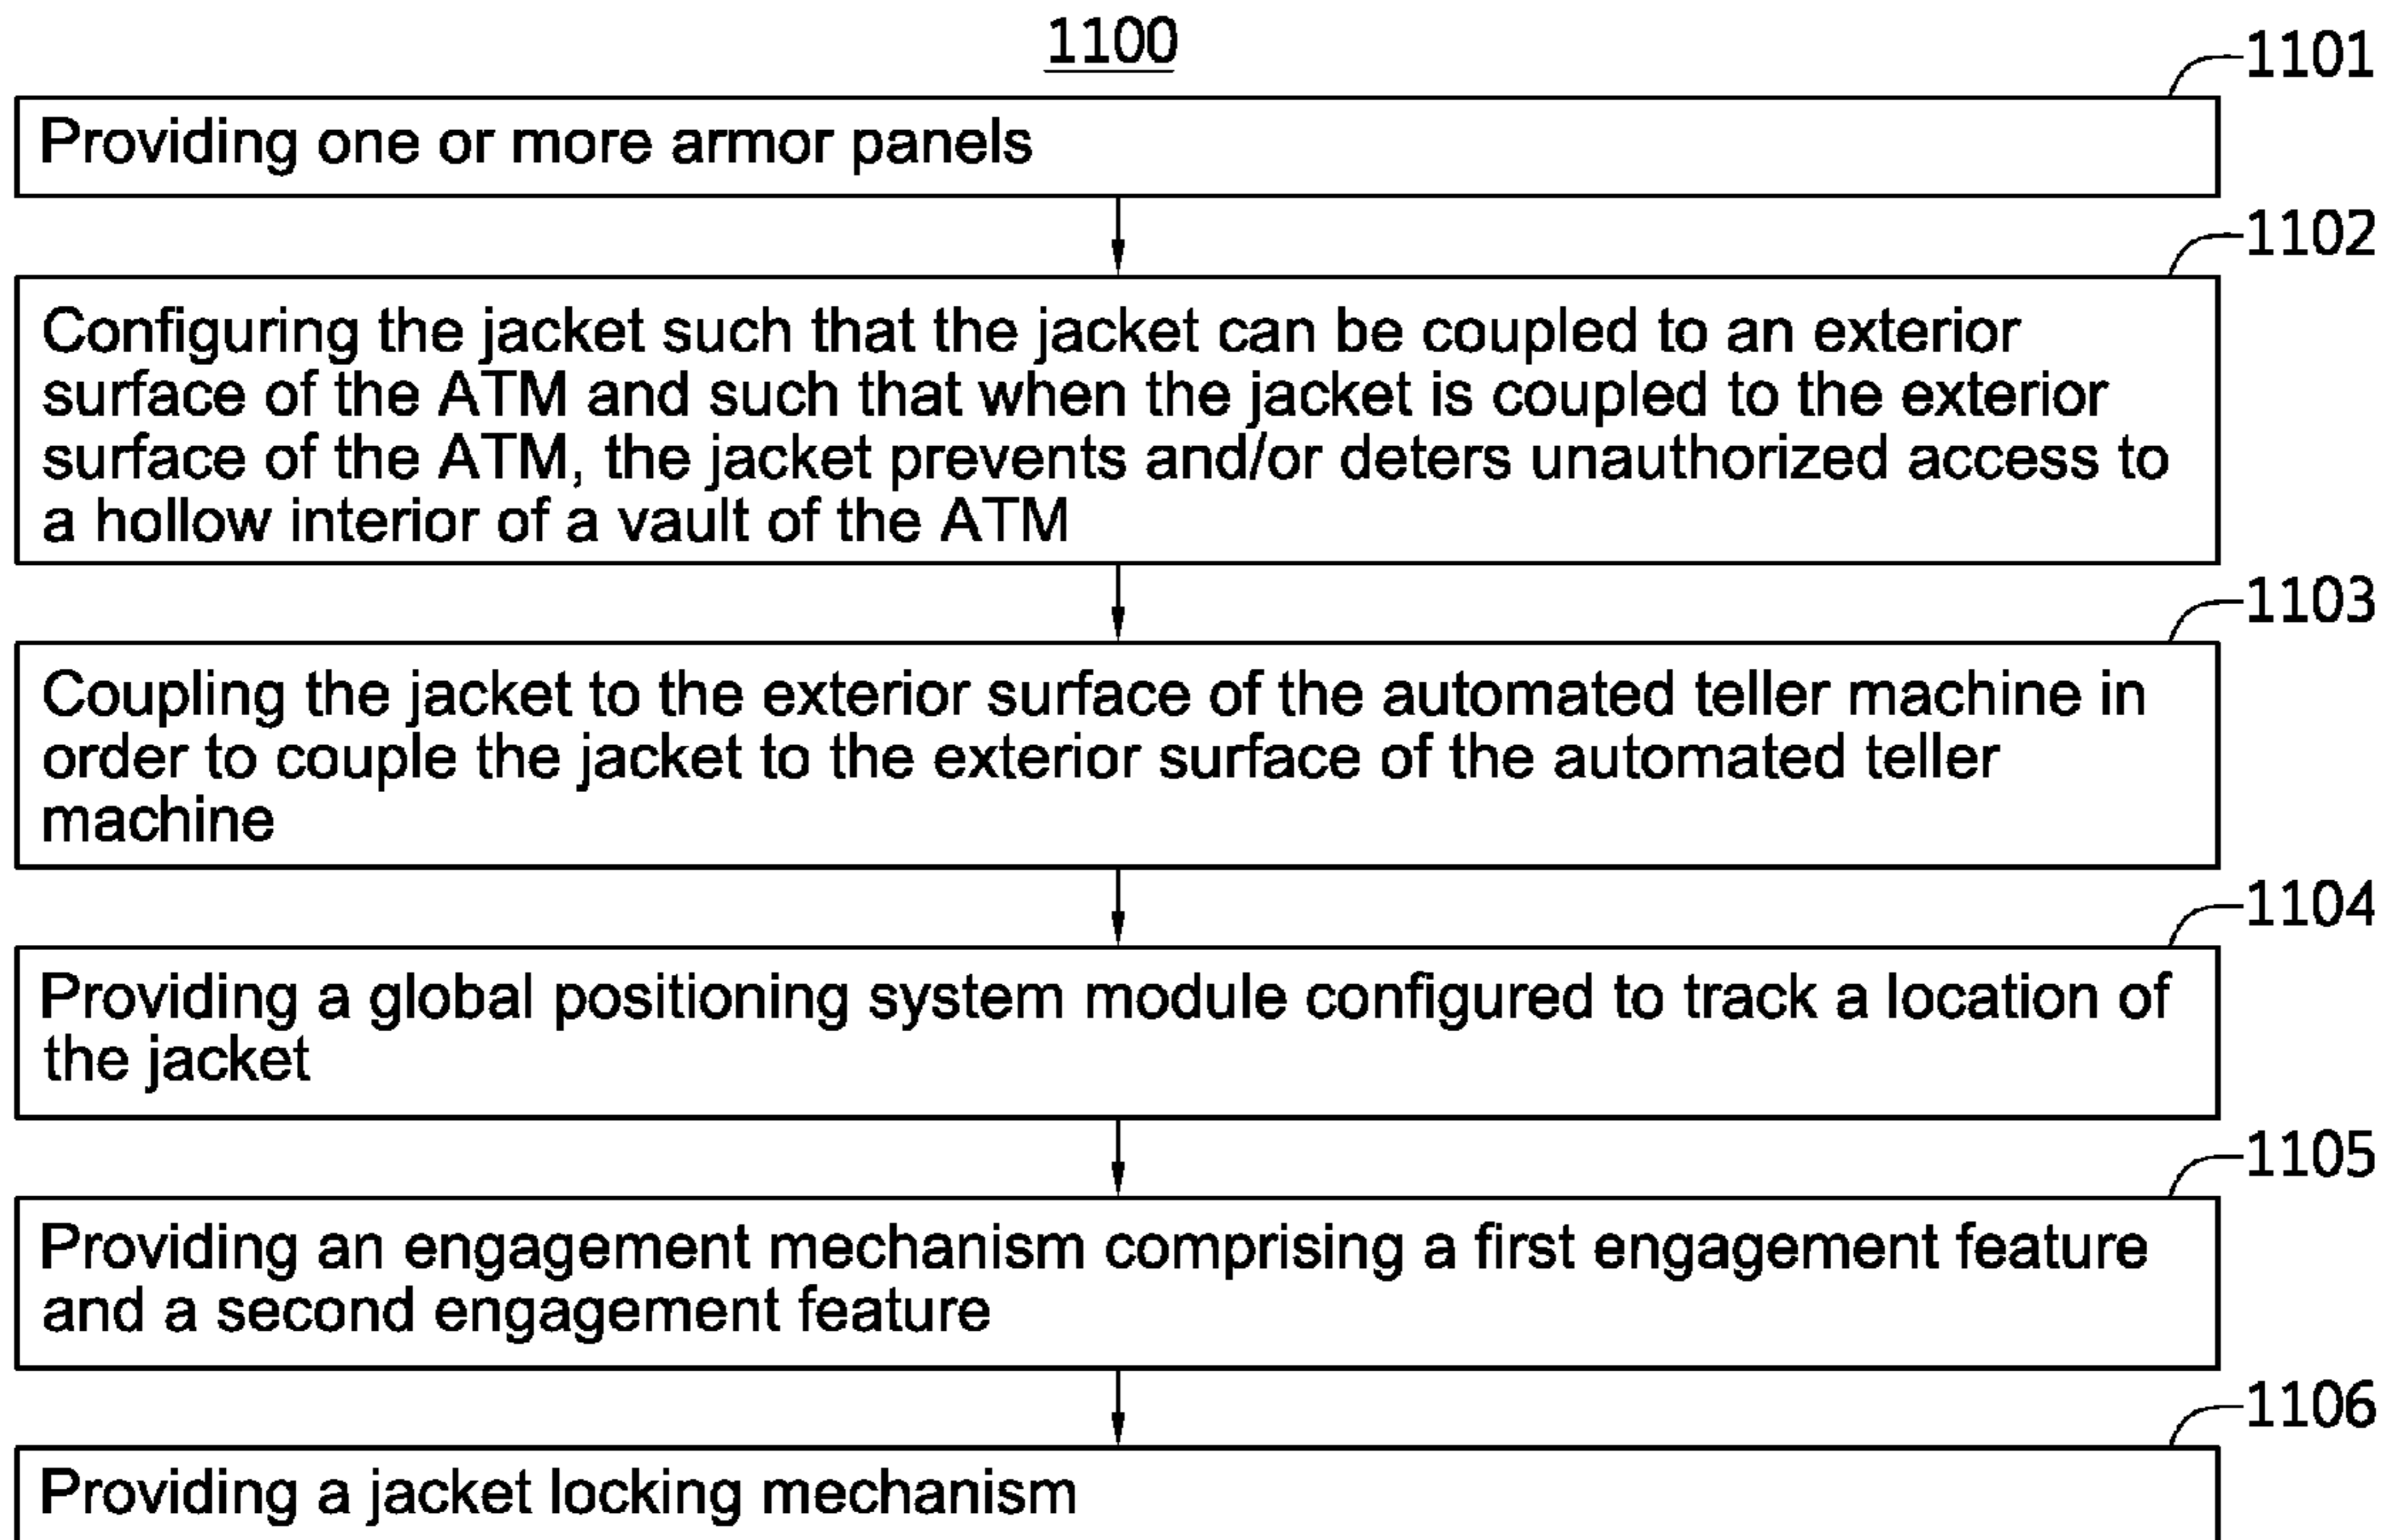 1100
1101
Providing one or more armor panels
1102
Configuring the jacket such that the jacket can be coupled to an exterior
surface of the ATM and such that when the jacket is coupled to the exterior
surface of the ATM, the jacket prevents and/or deters unauthorized access to
a hollow interior of a vault of the ATM
1103
Coupling the jacket to the exterior surface of the automated teller machine in
order to couple the jacket to the exterior surface of the automated teller
machine
1104
Providing a global positioning system module configured to track a location of
the jacket
1105
Providing an engagement mechanism comprising a first engagement feature
and a second engagement feature
1106
Providing a jacket locking mechanism